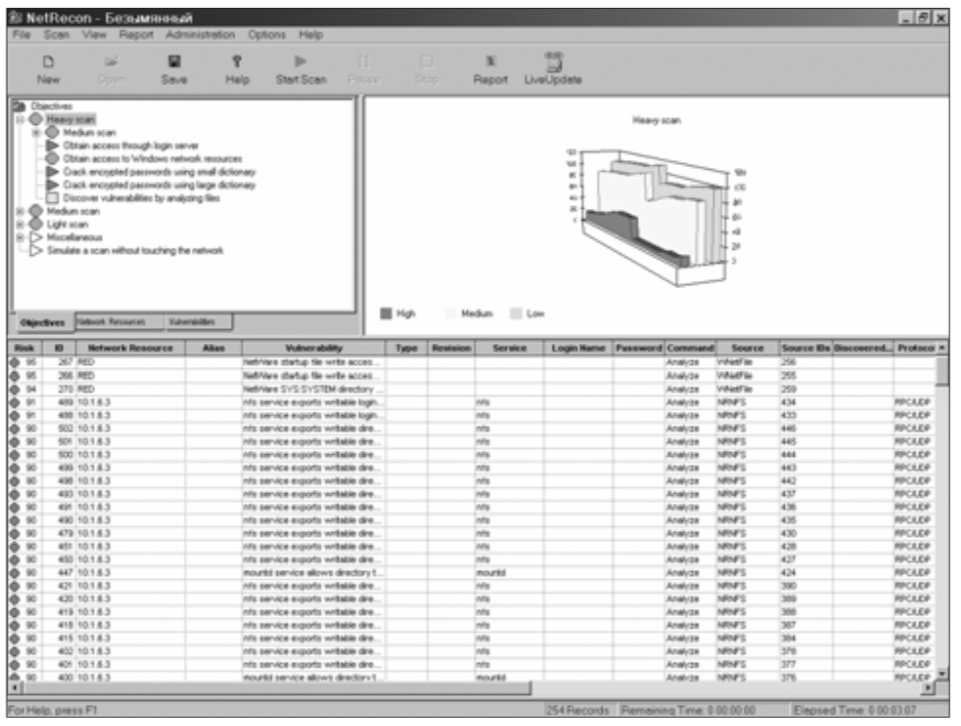 NetRecon - Безымянный
File Scan View Report Administration Options Help
New Open Save Help Start Scan Pause Stop Report LiveUpdate
Objectives
Heavy scan
Medium scan
Obtain access through login server
Obtain access to Windows network resources
Crack encrypted passwords using small dictionary
Crack encrypted passwords using large dictionary
Discover vulnerabilities by analyzing files
Medium scan
Light scan
Miscellaneous
Simulate a scan without touching the network
Objectives Network Resources Vulnerabilities
Heavy scan
High Medium Low
Risk ID Network Resource Alias Vulnerability Type Revision Service Login Name Password Command Source Source IDs Discovered... Protocol
95 267 RED NetWare startup file write acces... Analyze 256
95 266 RED NetWare startup file write acces... Analyze 255
94 270 RED NetWare SYS:SYSTEM directory ... Analyze 259
91 489 10.1.6.3 nfs service exports writable login... nfs Analyze NRNFS 434 RPC/UDP
91 488 10.1.6.3 nfs service exports writable login... nfs Analyze NRNFS 433 RPC/UDP
90 502 10.1.6.3 nfs service exports writable dire... nfs Analyze NRNFS 446 RPC/UDP
90 501 10.1.6.3 nfs service exports writable dire... nfs Analyze NRNFS 445 RPC/UDP
90 500 10.1.6.3 nfs service exports writable dire... nfs Analyze NRNFS 444 RPC/UDP
90 499 10.1.6.3 nfs service exports writable dire... nfs Analyze NRNFS 443 RPC/UDP
90 498 10.1.6.3 nfs service exports writable dire... nfs Analyze NRNFS 442 RPC/UDP
90 493 10.1.6.3 nfs service exports writable dire... nfs Analyze NRNFS 437 RPC/UDP
90 491 10.1.6.3 nfs service exports writable dire... nfs Analyze NRNFS 436 RPC/UDP
90 490 10.1.6.3 nfs service exports writable dire... nfs Analyze NRNFS 435 RPC/UDP
90 479 10.1.6.3 nfs service exports writable dire... nfs Analyze NRNFS 430 RPC/UDP
90 451 10.1.6.3 nfs service exports writable dire... nfs Analyze NRNFS 428 RPC/UDP
90 450 10.1.6.3 nfs service exports writable dire... nfs Analyze NRNFS 427 RPC/UDP
90 447 10.1.6.3 mountd service allows directory t... mountd Analyze NRNFS 424 RPC/UDP
90 421 10.1.6.3 nfs service exports writable dire... nfs Analyze NRNFS 390 RPC/UDP
90 420 10.1.6.3 nfs service exports writable dire... nfs Analyze NRNFS 389 RPC/UDP
90 419 10.1.6.3 nfs service exports writable dire... nfs Analyze NRNFS 388 RPC/UDP
90 418 10.1.6.3 nfs service exports writable dire... nfs Analyze NRNFS 387 RPC/UDP
90 415 10.1.6.3 nfs service exports writable dire... nfs Analyze NRNFS 384 RPC/UDP
90 402 10.1.6.3 nfs service exports writable dire... nfs Analyze NRNFS 378 RPC/UDP
90 401 10.1.6.3 nfs service exports writable dire... nfs Analyze NRNFS 377 RPC/UDP
90 400 10.1.6.3 mountd service allows directory t... mountd Analyze NRNFS 376 RPC/UDP
For Help, press F1 254 Records Remaining Time: 0 00:00:00 Elapsed Time: 0 00:03:07